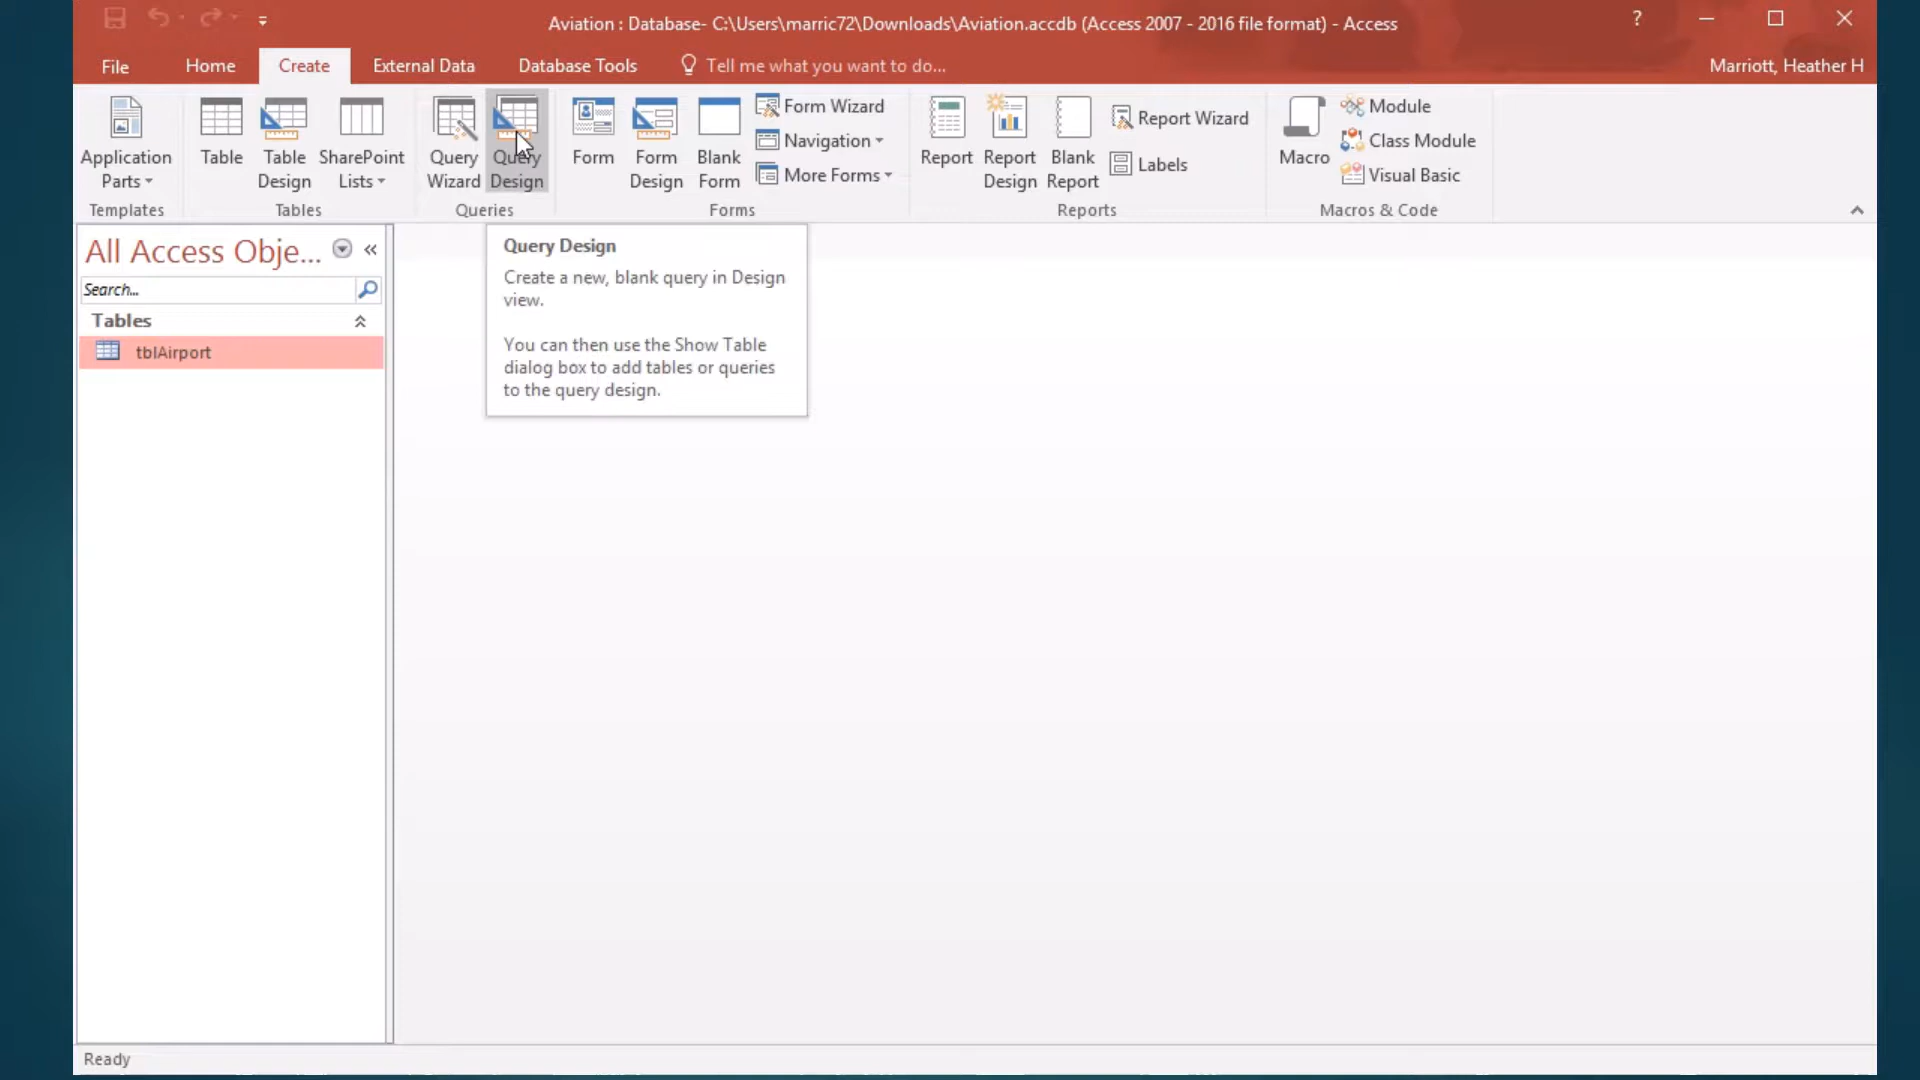 Aviation : Database- C:\Users\marric72\Downloads\Aviation.accdb (Access 2007 - 2016 file format) - Access
?
File Home Create External Data Database Tools Tell me what you want to do... Marriott, Heather H
Application Parts
Table
Table Design
SharePoint Lists
Query Wizard
Query Design
Form
Form Design
Blank Form
Form Wizard
Navigation
More Forms
Report
Report Design
Blank Report
Report Wizard
Labels
Macro
Module
Class Module
Visual Basic
Templates Tables Queries Forms Reports Macros & Code
All Access Obje... «
Search...
Tables
tblAirport
Query Design
Create a new, blank query in Design
view.
You can then use the Show Table
dialog box to add tables or queries
to the query design.
Ready